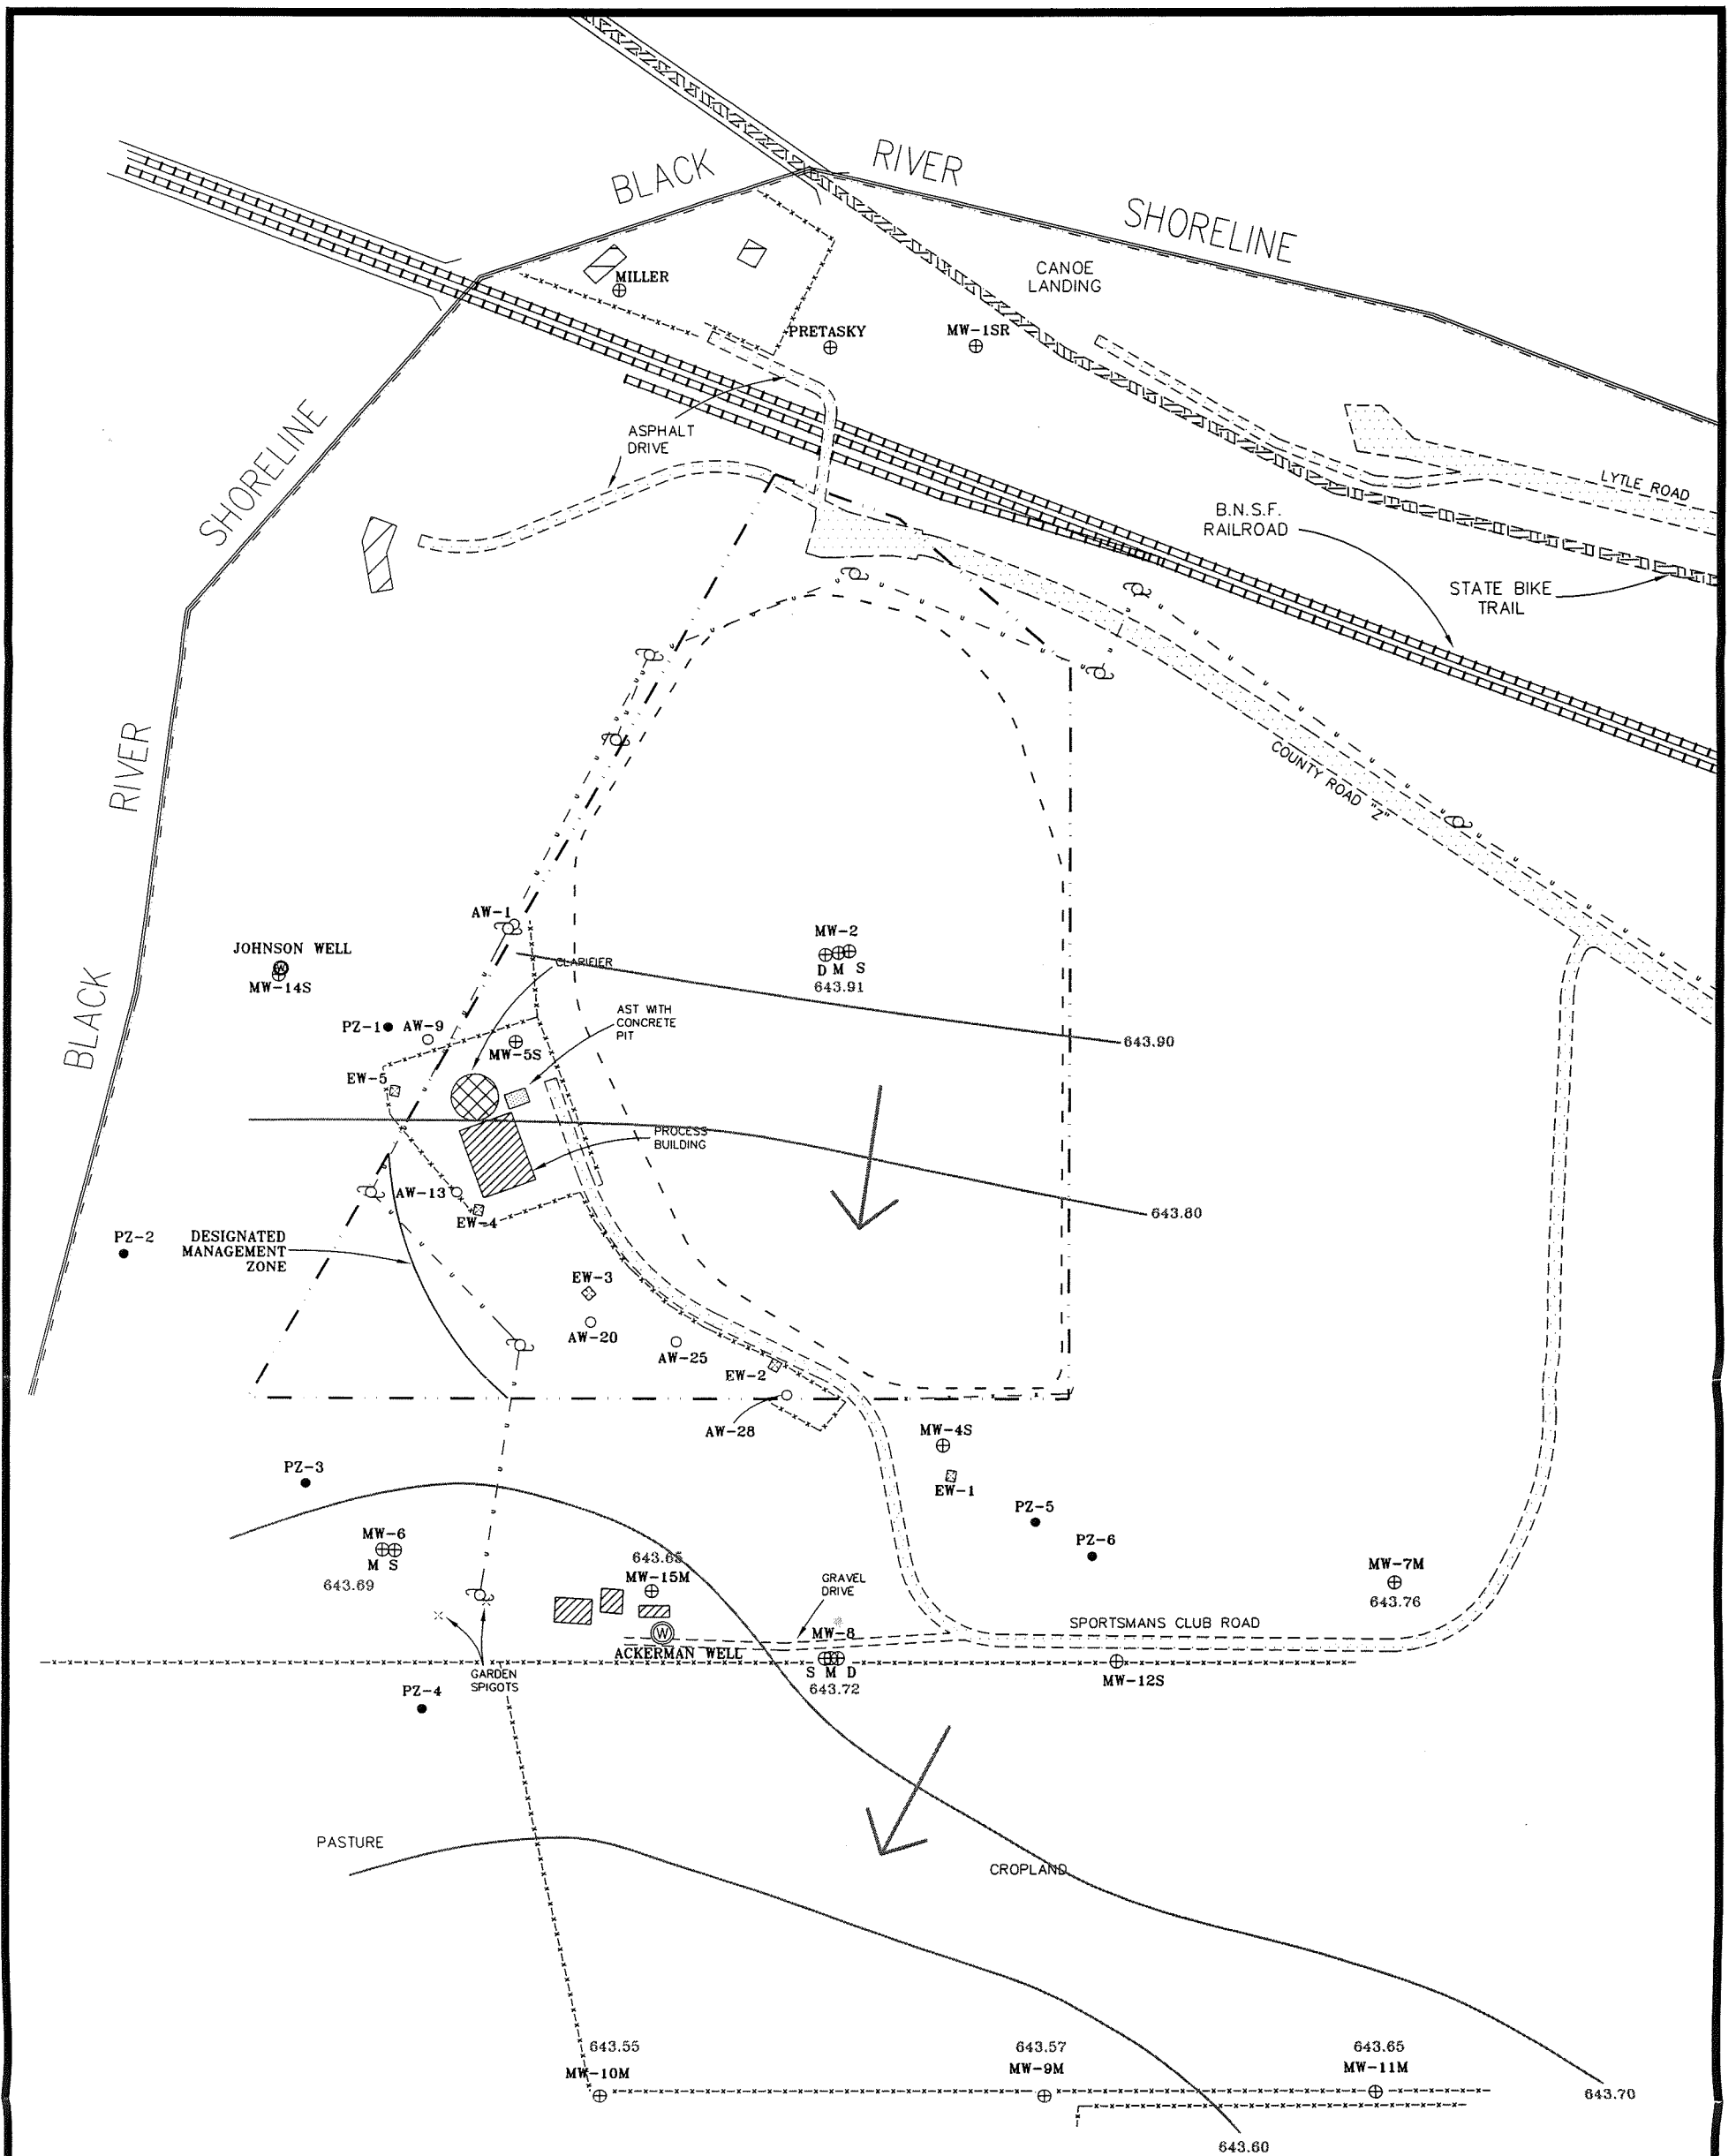 BLACK
RIVER
SHORELINE
CANOE
LANDING
MILLER
PRETASKY
MW-1SR
ASPHALT
DRIVE
SHORELINE
LYTLE ROAD
B.N.S.F.
RAILROAD
STATE BIKE
TRAIL
RIVER
COUNTY ROAD "Z"
AW-1
MW-2
D M S
643.91
JOHNSON WELL
W
MW-14S
CLARIFIER
BLACK
AST WITH
CONCRETE
PIT
PZ-1
AW-9
MW-5S
643.90
EW-5
PROCESS
BUILDING
AW-13
EW-4
643.80
PZ-2
DESIGNATED
MANAGEMENT
ZONE
EW-3
AW-20
AW-25
EW-2
AW-28
MW-4S
EW-1
PZ-3
PZ-5
PZ-6
MW-6
M S
643.69
643.65
MW-15M
GRAVEL
DRIVE
MW-7M
643.76
SPORTSMANS CLUB ROAD
W
ACKERMAN WELL
MW-8
S M D
643.72
MW-12S
GARDEN
SPIGOTS
PZ-4
PASTURE
CROPLAND
643.55
MW-10M
643.57
MW-9M
643.65
MW-11M
643.70
643.60